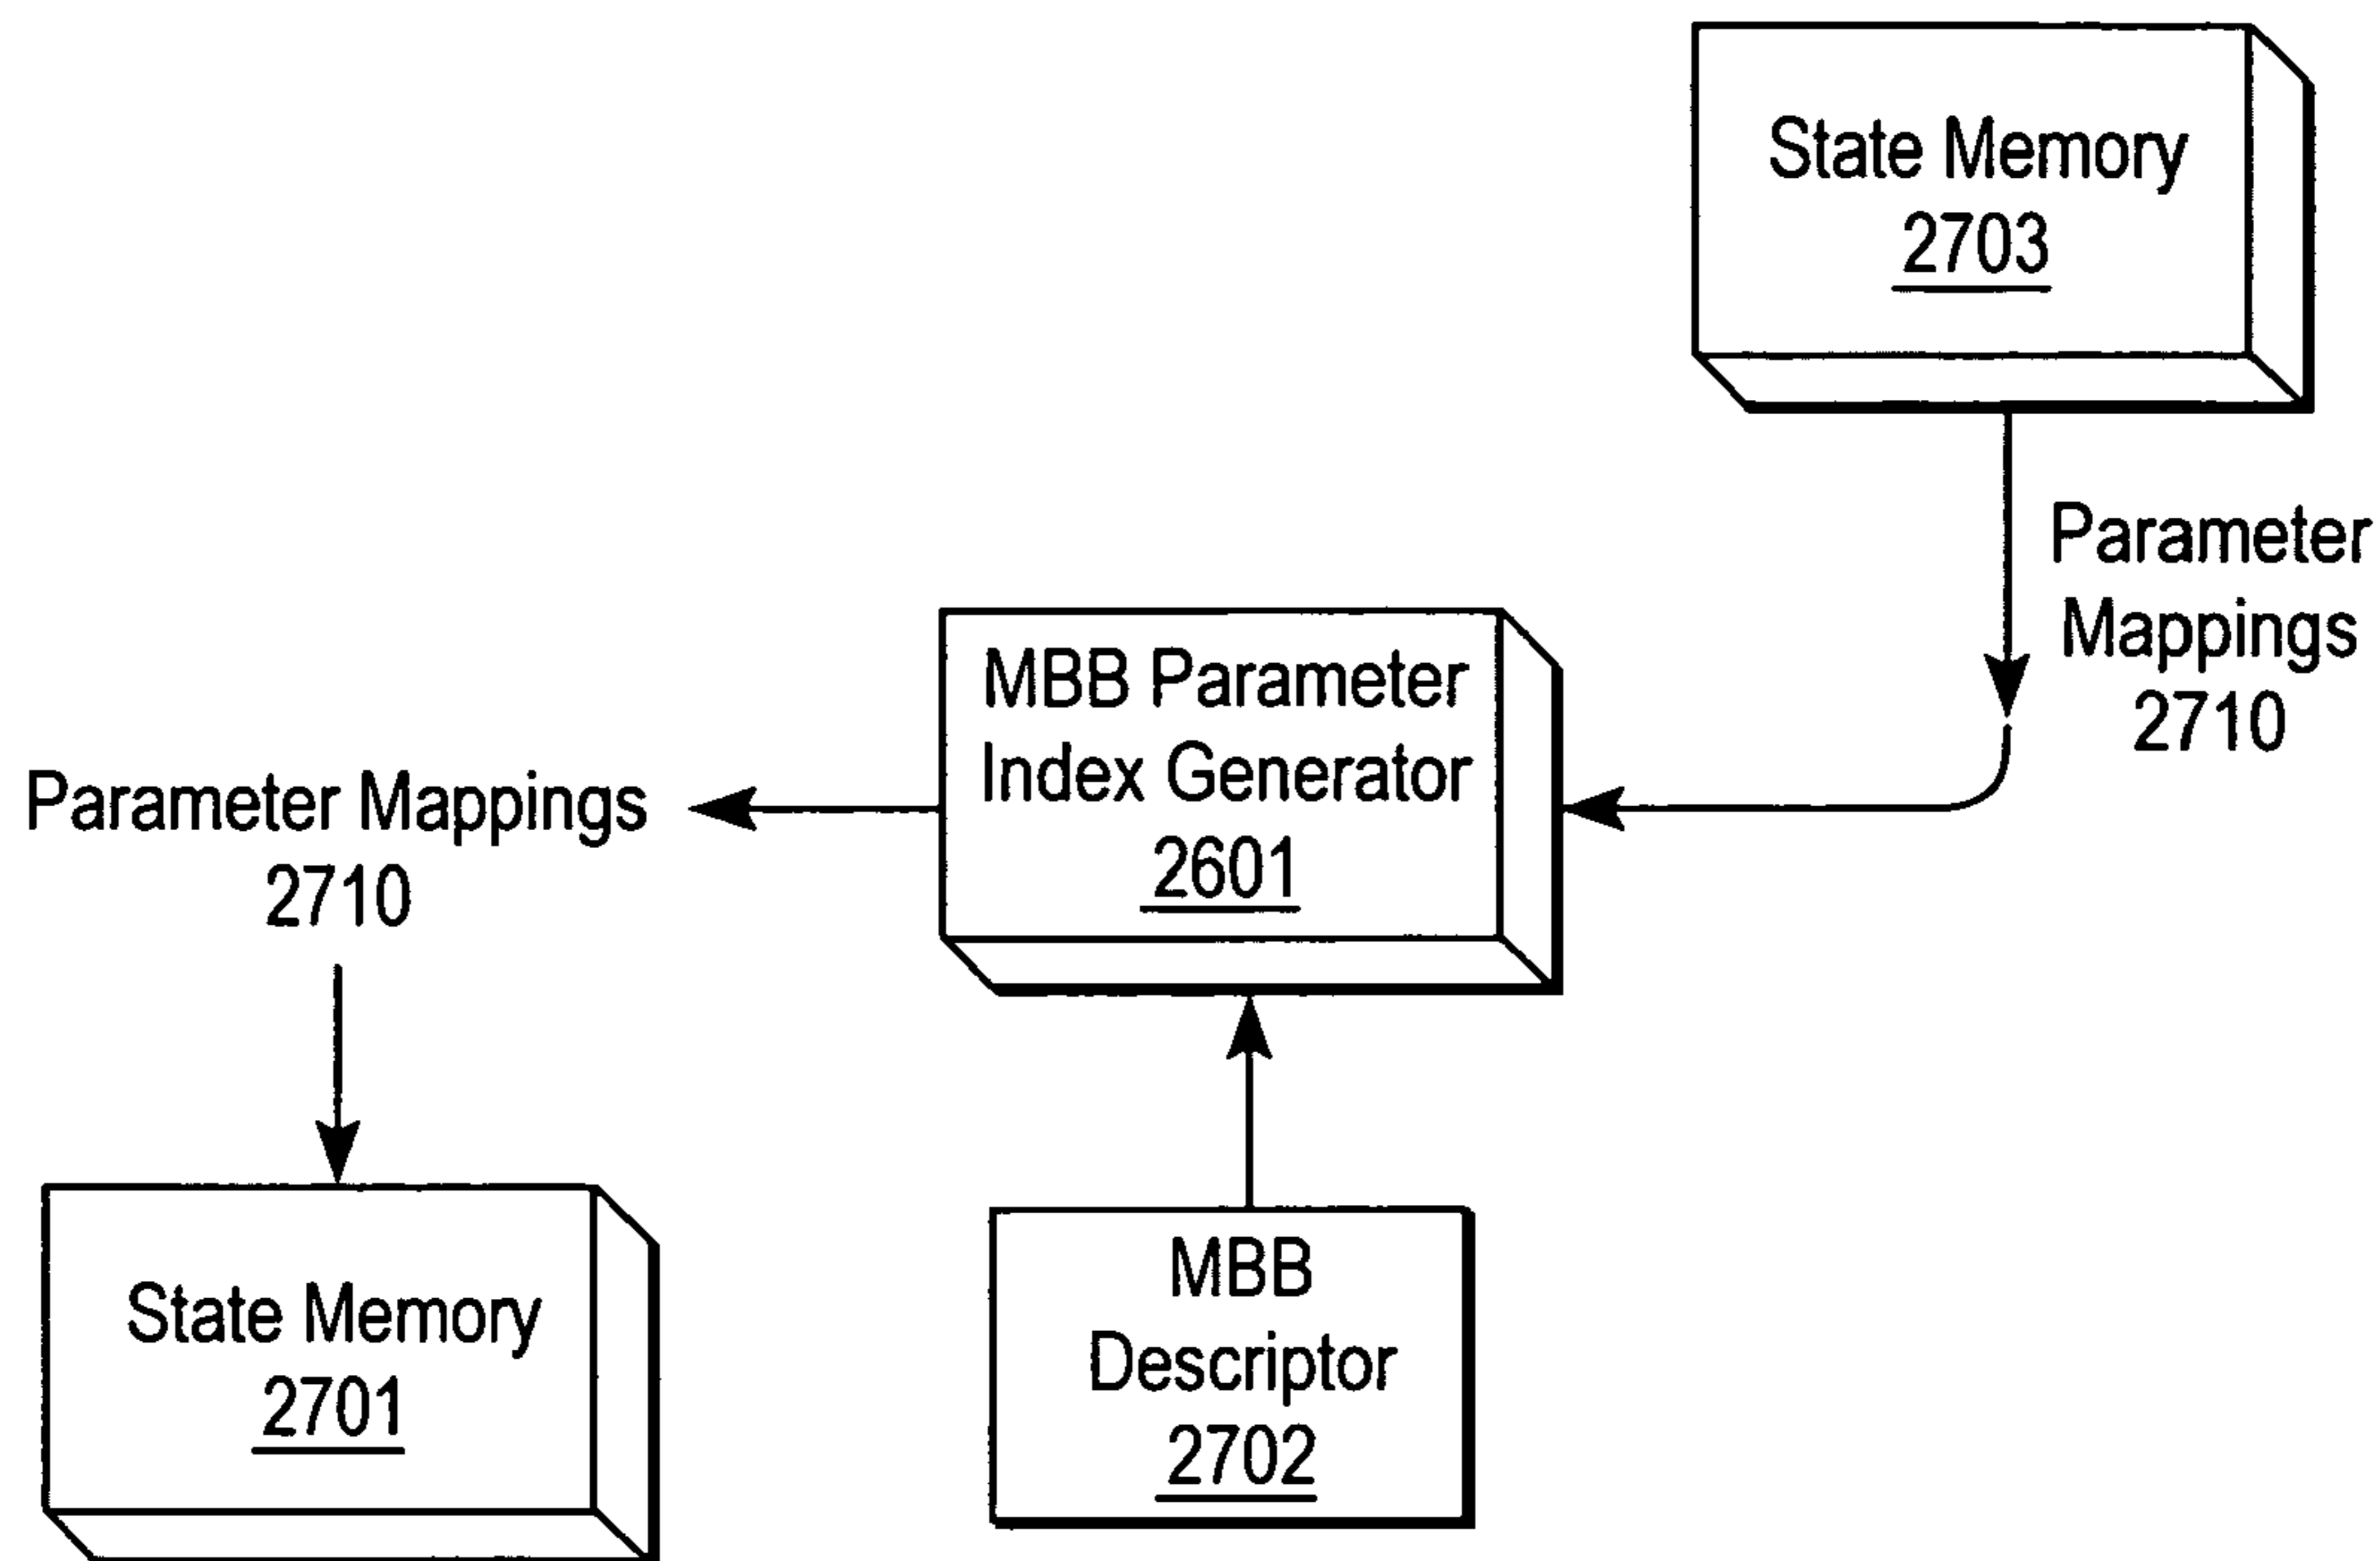 State Memory
2703
Parameter
Mappings
2710
MBB Parameter
Index Generator
2601
Parameter Mappings
2710
State Memory
2701
MBB
Descriptor
2702